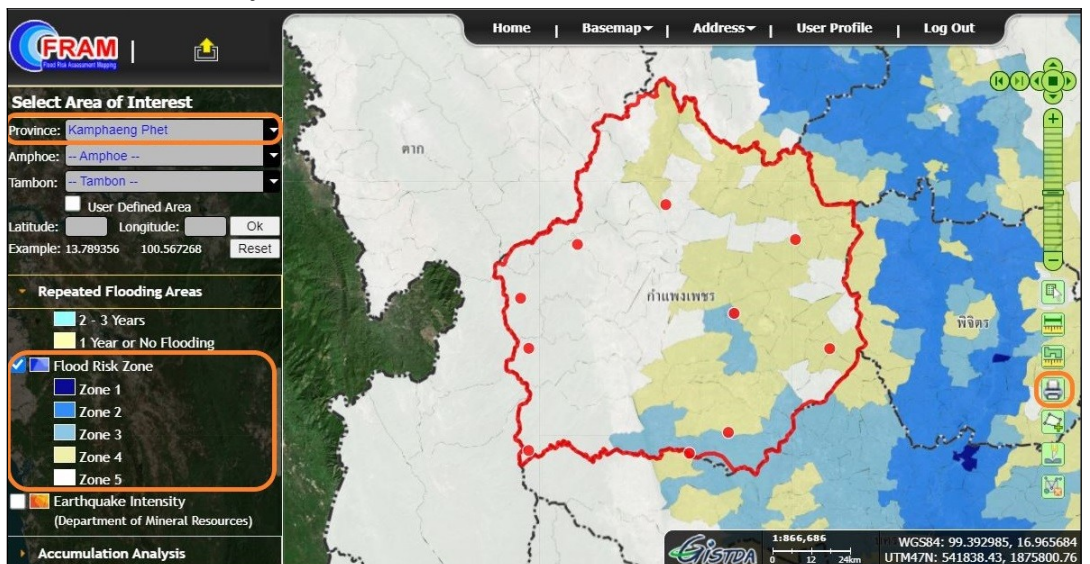 FRAM
Flood Risk Assessment Mapping
Home | Basemap | Address | User Profile | Log Out
Select Area of Interest
Province: Kamphaeng Phet
Amphoe: -- Amphoe --
Tambon: -- Tambon --
User Defined Area
Latitude: Longitude: Ok
Example: 13.789356 100.567268 Reset
Repeated Flooding Areas
2 - 3 Years
1 Year or No Flooding
Flood Risk Zone
Zone 1
Zone 2
Zone 3
Zone 4
Zone 5
Earthquake Intensity
(Department of Mineral Resources)
Accumulation Analysis
ตาก
กำแพงเพชร
พิจิตร
GISTDA
1:866,686
0 12 24km
WGS84: 99.392985, 16.965684
UTM47N: 541838.43, 1875800.76